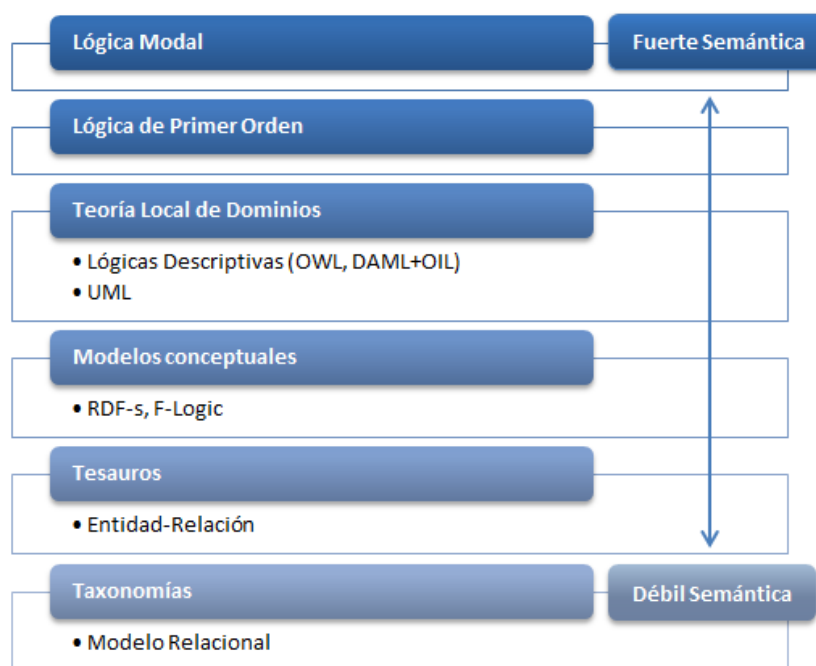 Lógica Modal
Fuerte Semántica
Lógica de Primer Orden
Teoría Local de Dominios
• Lógicas Descriptivas (OWL, DAML+OIL)
• UML
Modelos conceptuales
• RDF-s, F-Logic
Tesauros
• Entidad-Relación
Taxonomías
Débil Semántica
• Modelo Relacional